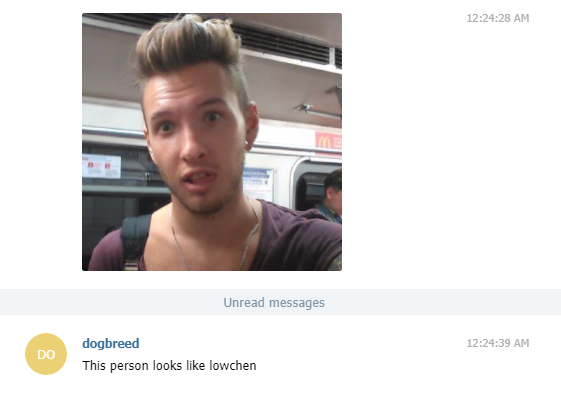 12:24:28 AM
Unread messages
DO
dogbreed
12:24:39 AM
This person looks like lowchen